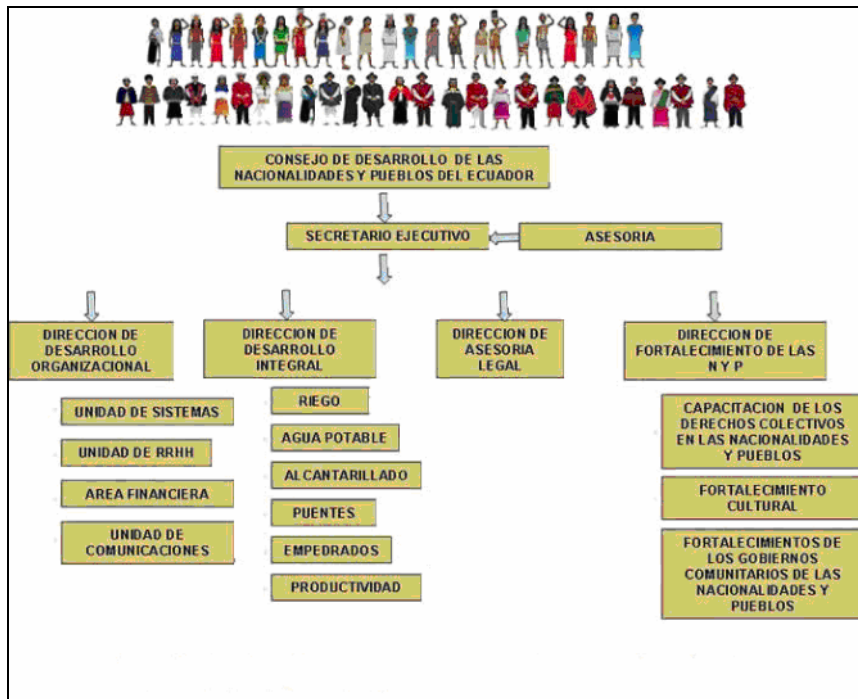 CONSEJO DE DESARROLLO DE LAS
NACIONALIDADES Y PUEBLOS DEL ECUADOR
SECRETARIO EJECUTIVO
ASESORIA
DIRECCION DE
DESARROLLO
ORGANIZACIONAL
UNIDAD DE SISTEMAS
UNIDAD DE RRHH
AREA FINANCIERA
UNIDAD DE
COMUNICACIONES
DIRECCION DE
DESARROLLO
INTEGRAL
RIEGO
AGUA POTABLE
ALCANTARILLADO
PUENTES
EMPEDRADOS
PRODUCTIVIDAD
DIRECCION DE
ASESORIA
LEGAL
DIRECCION DE
FORTALECIMIENTO DE LAS
N Y P
CAPACITACION DE LOS
DERECHOS COLECTIVOS
EN LAS NACIONALIDADES
Y PUEBLOS
FORTALECIMIENTO
CULTURAL
FORTALECIMIENTOS DE
LOS GOBIERNOS
COMUNITARIOS DE LAS
NACIONALIDADES Y
PUEBLOS